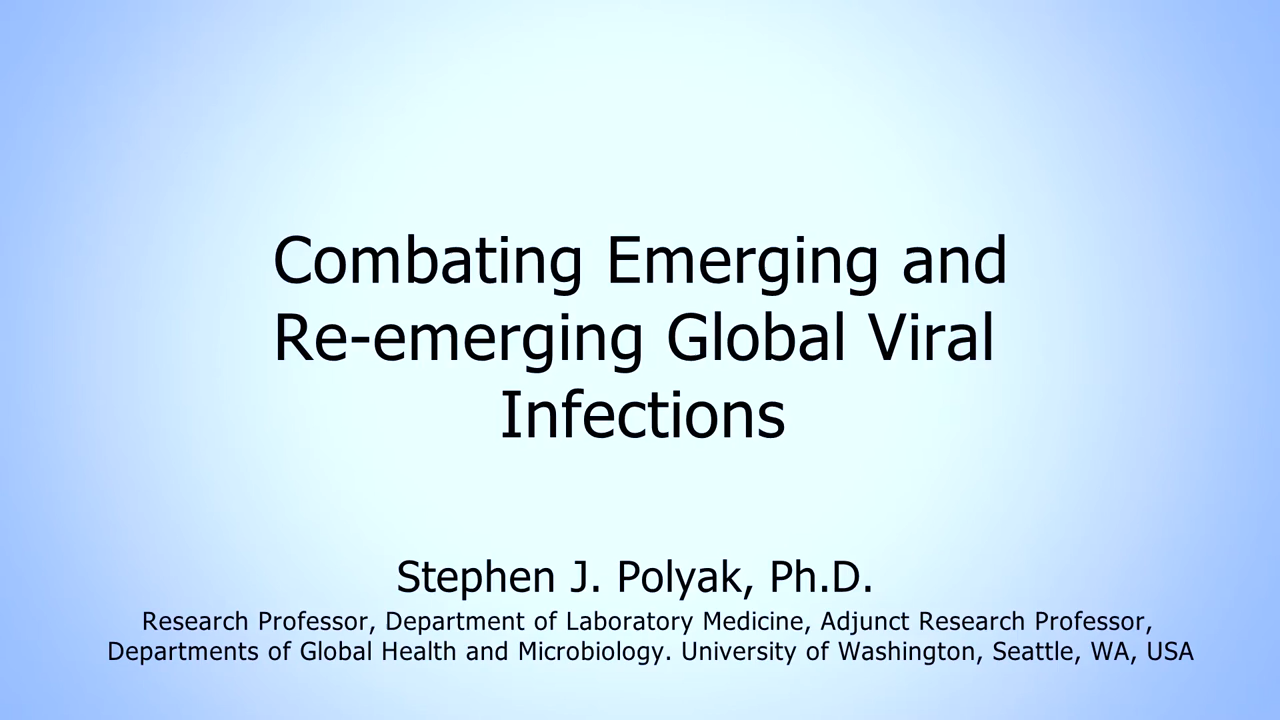 Combating Emerging and
Re-emerging Global Viral
Infections
Stephen J. Polyak, Ph.D.
Research Professor, Department of Laboratory Medicine, Adjunct Research Professor,
Departments of Global Health and Microbiology. University of Washington, Seattle, WA, USA